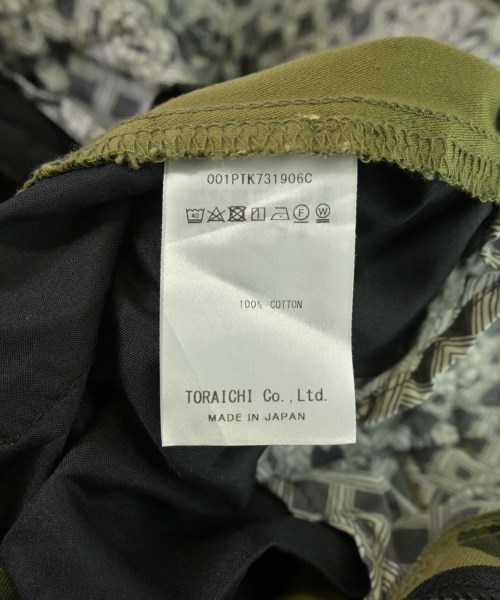 001PTK731906C
100% COTTON
TORAICHI Co.,Ltd.
MADE IN JAPAN